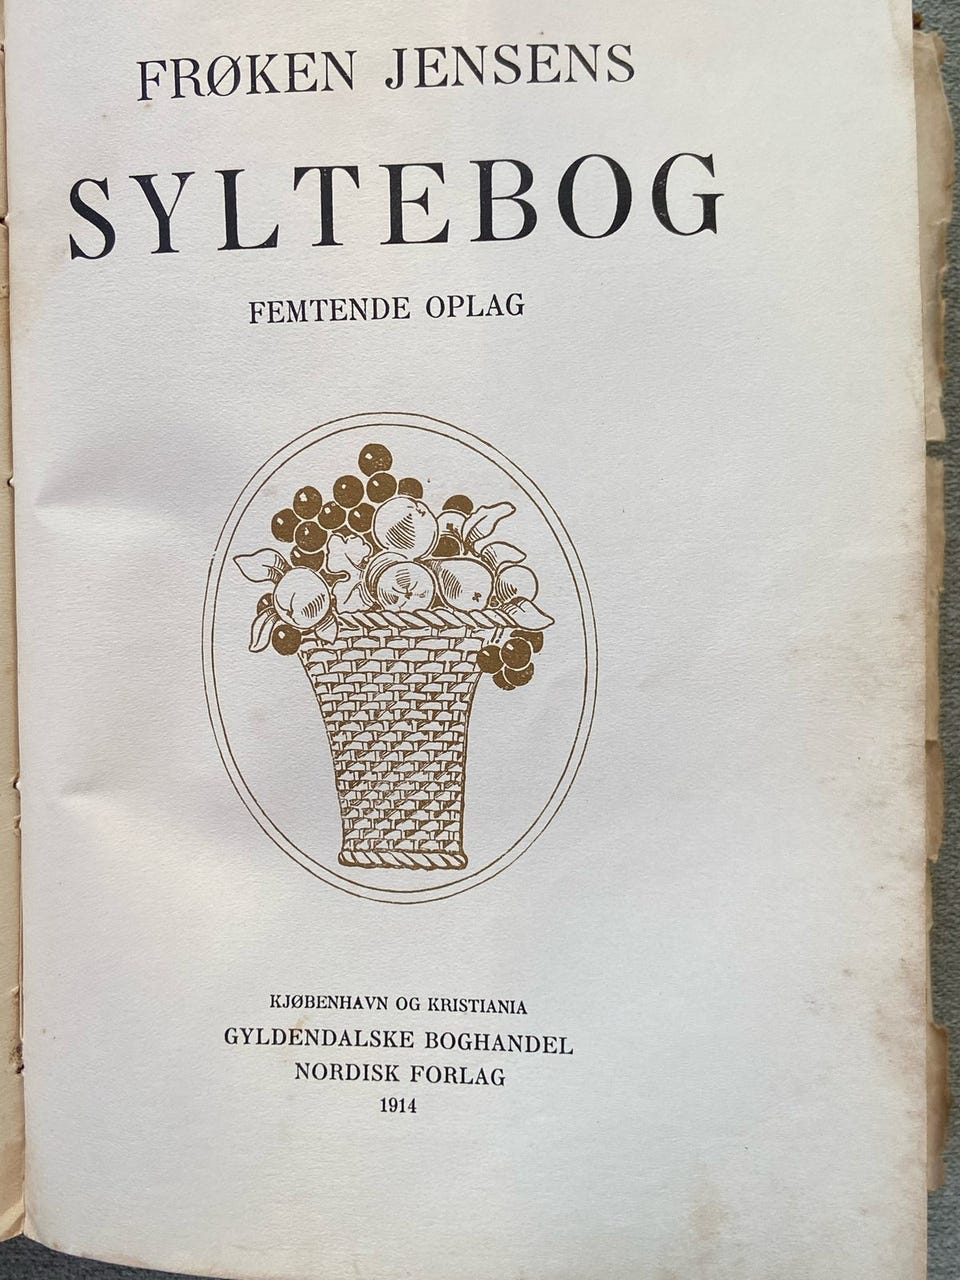 FRØKEN JENSENS
SYLTEBOG
FEMTENDE OPLAG
KJØBENHAVN OG KRISTIANIA
GYLDENDALSKE BOGHANDEL
NORDISK FORLAG
1914